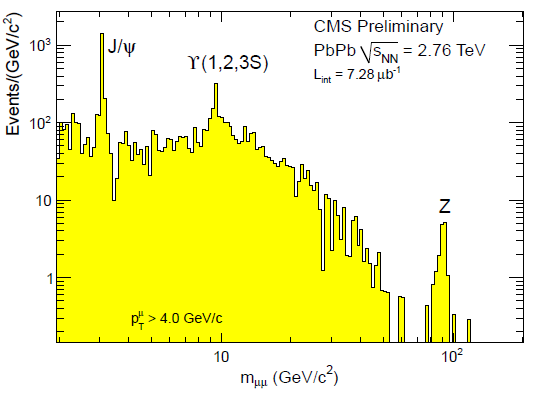 CMS Preliminary
PbPb √s_NN = 2.76 TeV
L_int = 7.28 μb⁻¹
J/ψ
ϒ(1,2,3S)
Z
p_T^μ > 4.0 GeV/c
Events/(GeV/c²)
10³
10²
10
1
10
10²
m_μμ (GeV/c²)